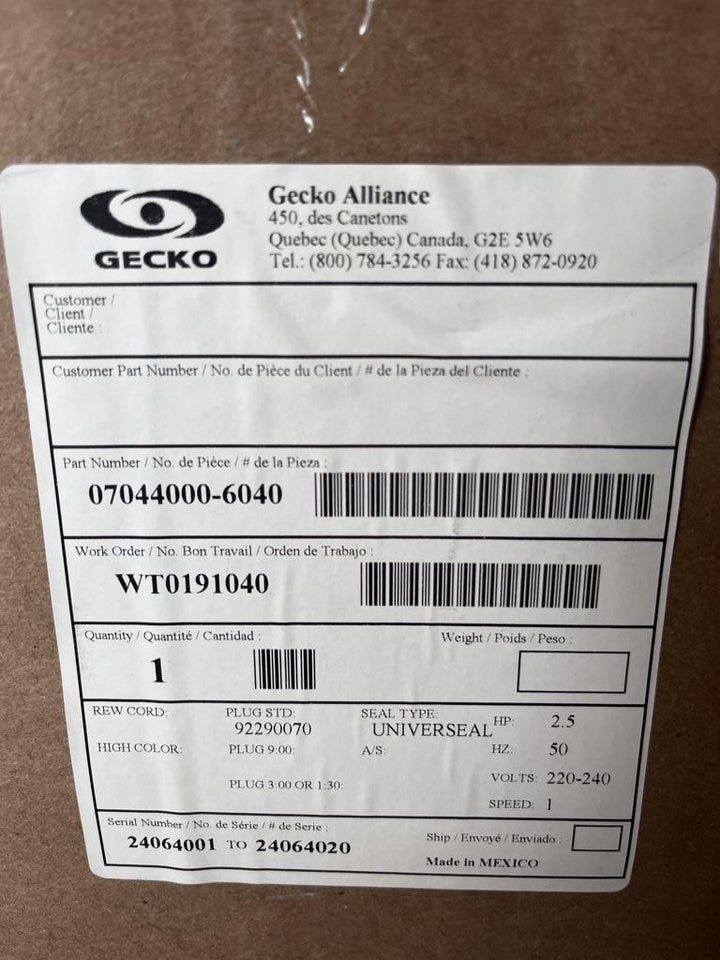 GECKO
Gecko Alliance
450, des Canetons
Quebec (Quebec) Canada, G2E 5W6
Tel.: (800) 784-3256 Fax: (418) 872-0920
Customer /
Client /
Cliente :
Customer Part Number / No. de Pièce du Client / # de la Pieza del Cliente :
Part Number / No. de Pièce / # de la Pieza :
07044000-6040
Work Order / No. Bon Travail / Orden de Trabajo :
WT0191040
Quantity / Quantité / Cantidad : Weight / Poids / Peso :
1
REW CORD: PLUG STD: SEAL TYPE: HP: 2.5
92290070 UNIVERSEAL
HIGH COLOR: PLUG 9:00: A/S: HZ: 50
PLUG 3:00 OR 1:30: VOLTS: 220-240
SPEED: 1
Serial Number / No. de Série / # de Serie :
24064001 TO 24064020
Ship / Envoyé / Enviado :
Made in MEXICO